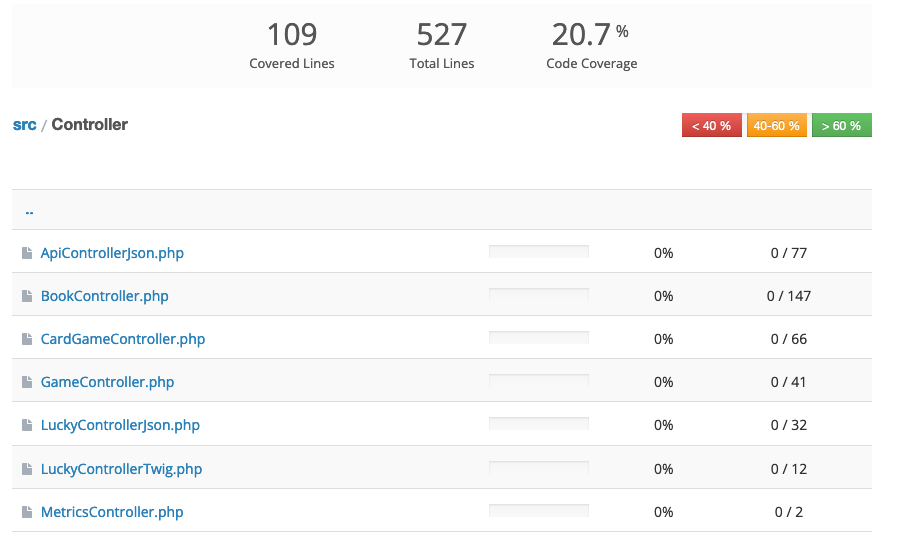 109 527 20.7 %
Covered Lines Total Lines Code Coverage
src / Controller < 40 % 40-60 % > 60 %
..
ApiControllerJson.php 0% 0 / 77
BookController.php 0% 0 / 147
CardGameController.php 0% 0 / 66
GameController.php 0% 0 / 41
LuckyControllerJson.php 0% 0 / 32
LuckyControllerTwig.php 0% 0 / 12
MetricsController.php 0% 0 / 2